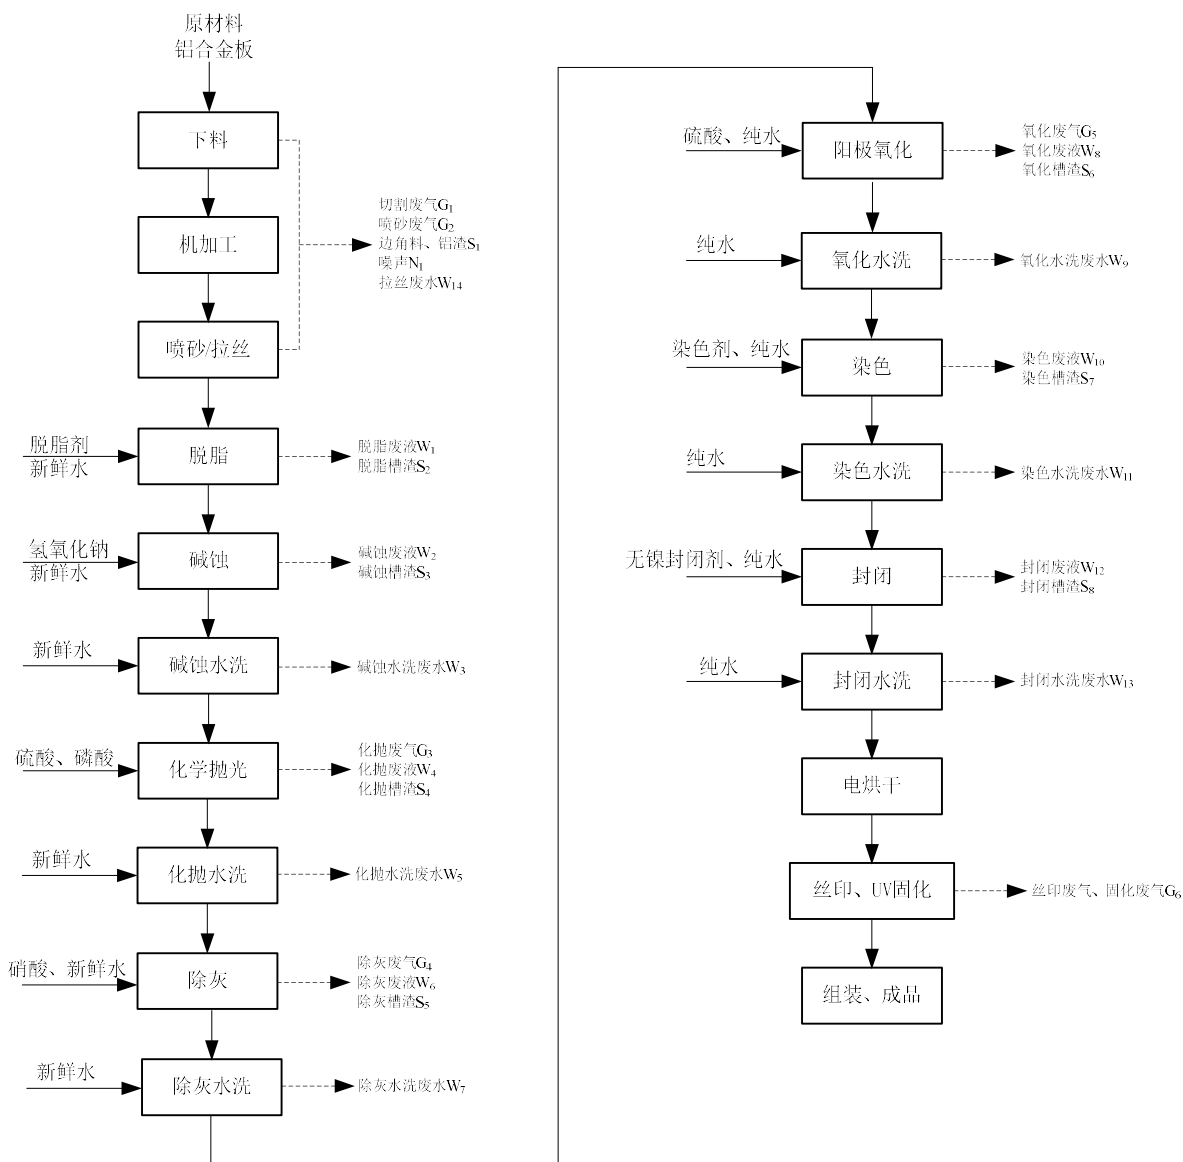 原材料
铝合金板
下料
机加工
切割废气G1
喷砂废气G2
边角料、铝渣S1
噪声N1
拉丝废水W14
喷砂/拉丝
脱脂剂
新鲜水
脱脂
脱脂废液W1
脱脂槽渣S2
氢氧化钠
新鲜水
碱蚀
碱蚀废液W2
碱蚀槽渣S3
新鲜水
碱蚀水洗
碱蚀水洗废水W3
硫酸、磷酸
化学抛光
化抛废气G3
化抛废液W4
化抛槽渣S4
新鲜水
化抛水洗
化抛水洗废水W5
硝酸、新鲜水
除灰
除灰废气G4
除灰废液W6
除灰槽渣S5
新鲜水
除灰水洗
除灰水洗废水W7
硫酸、纯水
阳极氧化
氧化废气G5
氧化废液W8
氧化槽渣S6
纯水
氧化水洗
氧化水洗废水W9
染色剂、纯水
染色
染色废液W10
染色槽渣S7
纯水
染色水洗
染色水洗废水W11
无镍封闭剂、纯水
封闭
封闭废液W12
封闭槽渣S8
纯水
封闭水洗
封闭水洗废水W13
电烘干
丝印、UV固化
丝印废气、固化废气G6
组装、成品